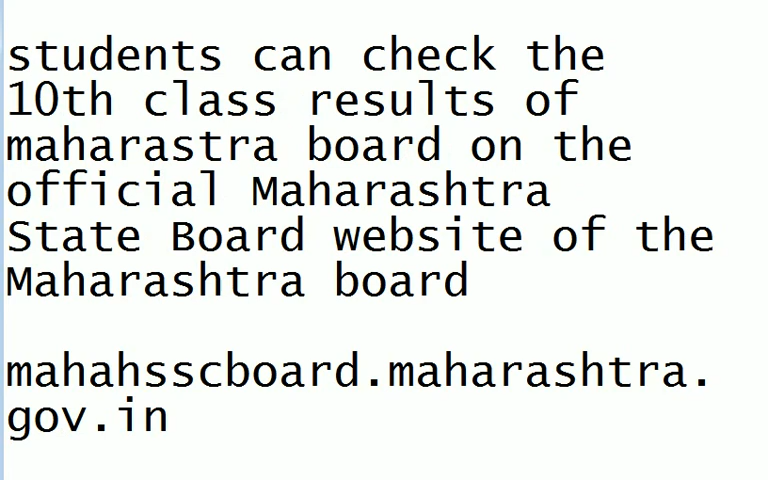 students can check the
10th class results of
maharastra board on the
official Maharashtra
State Board website of the
Maharashtra board
mahahsscboard.maharashtra.
gov.in